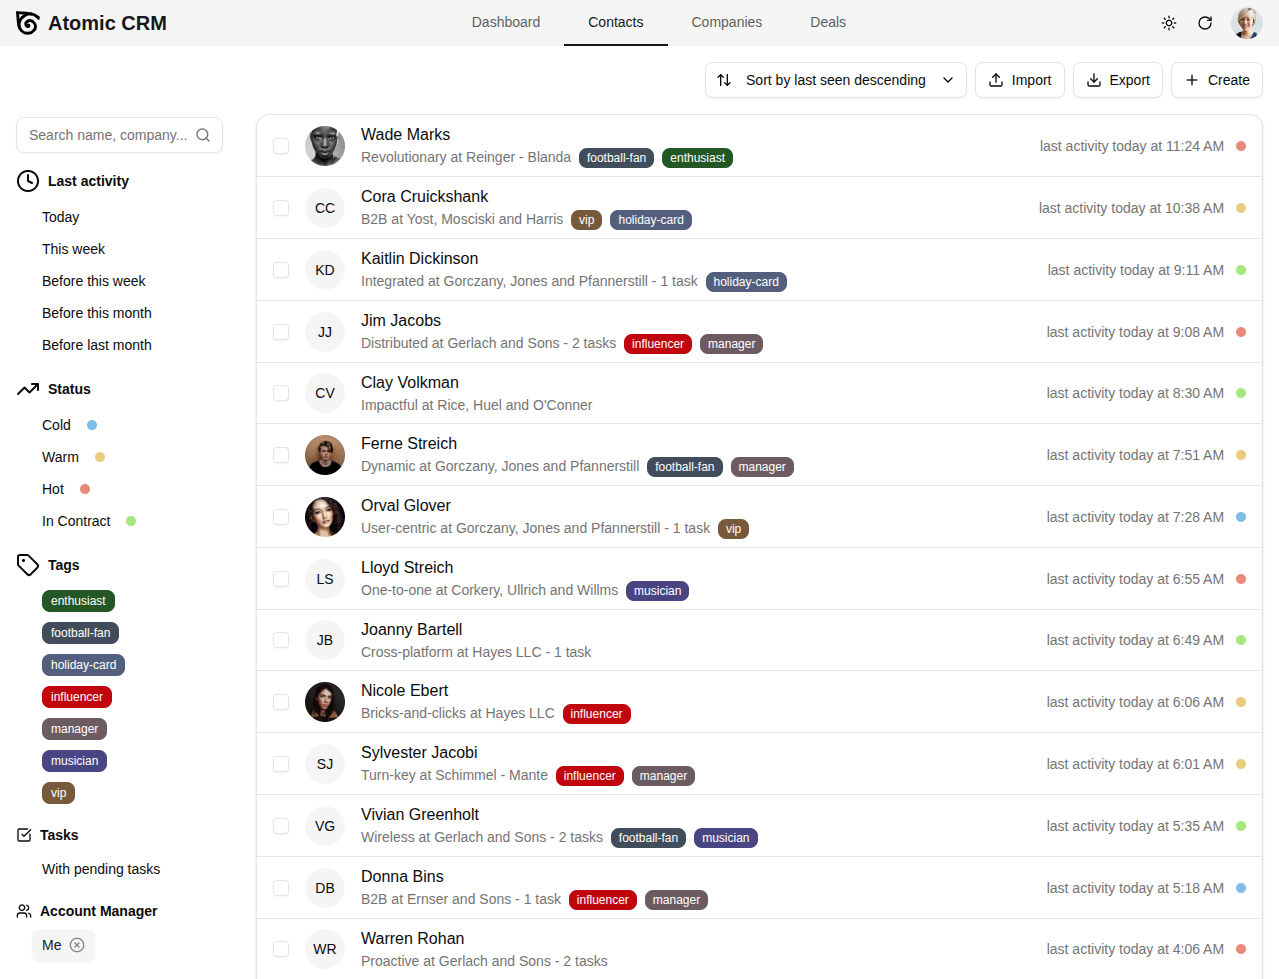 Atomic CRM
Dashboard
Contacts
Companies
Deals
Sort by last seen descending
Import
Export
Create
Search name, company...
Last activity
Today
This week
Before this week
Before this month
Before last month
Status
Cold
Warm
Hot
In Contract
Tags
enthusiast
football-fan
holiday-card
influencer
manager
musician
vip
Tasks
With pending tasks
Account Manager
Me
Wade Marks
Revolutionary at Reinger - Blanda football-fan enthusiast
last activity today at 11:24 AM
CC
Cora Cruickshank
B2B at Yost, Mosciski and Harris vip holiday-card
last activity today at 10:38 AM
KD
Kaitlin Dickinson
Integrated at Gorczany, Jones and Pfannerstill - 1 task holiday-card
last activity today at 9:11 AM
JJ
Jim Jacobs
Distributed at Gerlach and Sons - 2 tasks influencer manager
last activity today at 9:08 AM
CV
Clay Volkman
Impactful at Rice, Huel and O'Conner
last activity today at 8:30 AM
Ferne Streich
Dynamic at Gorczany, Jones and Pfannerstill football-fan manager
last activity today at 7:51 AM
Orval Glover
User-centric at Gorczany, Jones and Pfannerstill - 1 task vip
last activity today at 7:28 AM
LS
Lloyd Streich
One-to-one at Corkery, Ullrich and Willms musician
last activity today at 6:55 AM
JB
Joanny Bartell
Cross-platform at Hayes LLC - 1 task
last activity today at 6:49 AM
Nicole Ebert
Bricks-and-clicks at Hayes LLC influencer
last activity today at 6:06 AM
SJ
Sylvester Jacobi
Turn-key at Schimmel - Mante influencer manager
last activity today at 6:01 AM
VG
Vivian Greenholt
Wireless at Gerlach and Sons - 2 tasks football-fan musician
last activity today at 5:35 AM
DB
Donna Bins
B2B at Ernser and Sons - 1 task influencer manager
last activity today at 5:18 AM
WR
Warren Rohan
Proactive at Gerlach and Sons - 2 tasks
last activity today at 4:06 AM